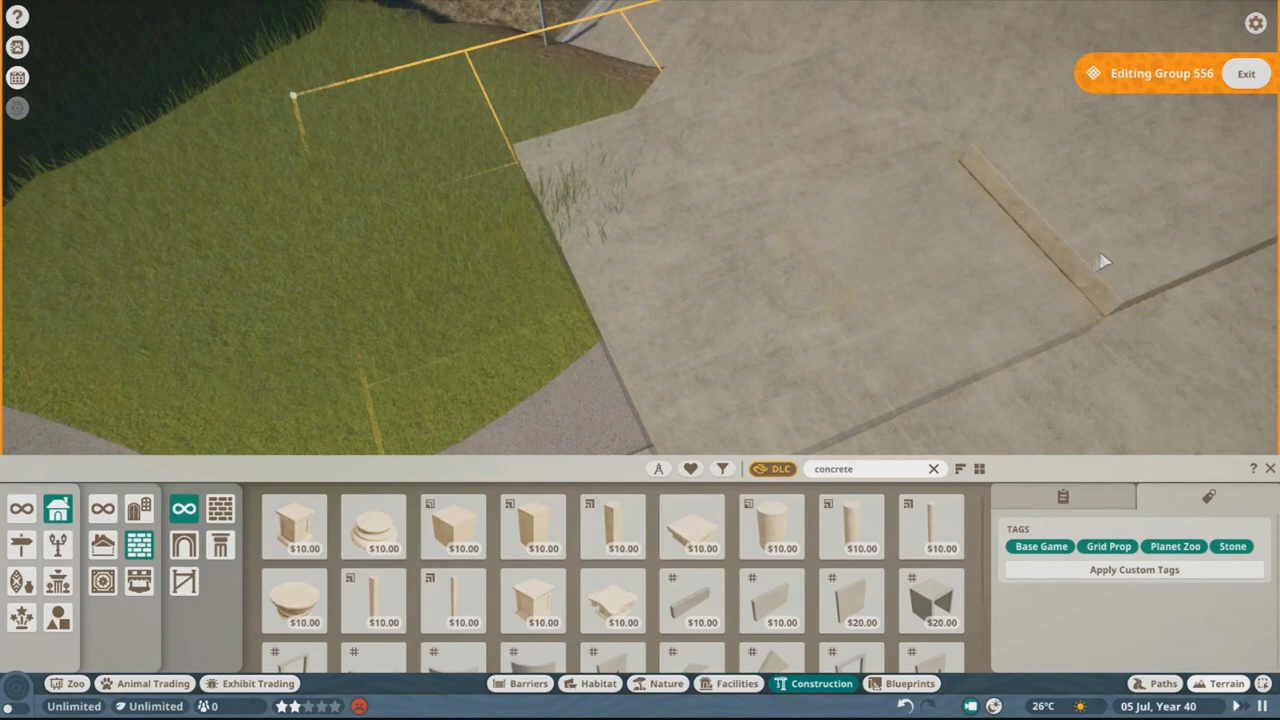 ?
Editing Group 556 Exit
DLC concrete ?
$10.00 $10.00 $10.00 $10.00 $10.00 $10.00 $10.00 $10.00 $10.00
$10.00 $10.00 $10.00 $10.00 $10.00 $10.00 $10.00 $20.00 $20.00
TAGS
Base Game Grid Prop Planet Zoo Stone
Apply Custom Tags
Zoo Animal Trading Exhibit Trading Barriers Habitat Nature Facilities Construction Blueprints Paths Terrain
Unlimited Unlimited 0 26°C 05 Jul, Year 40